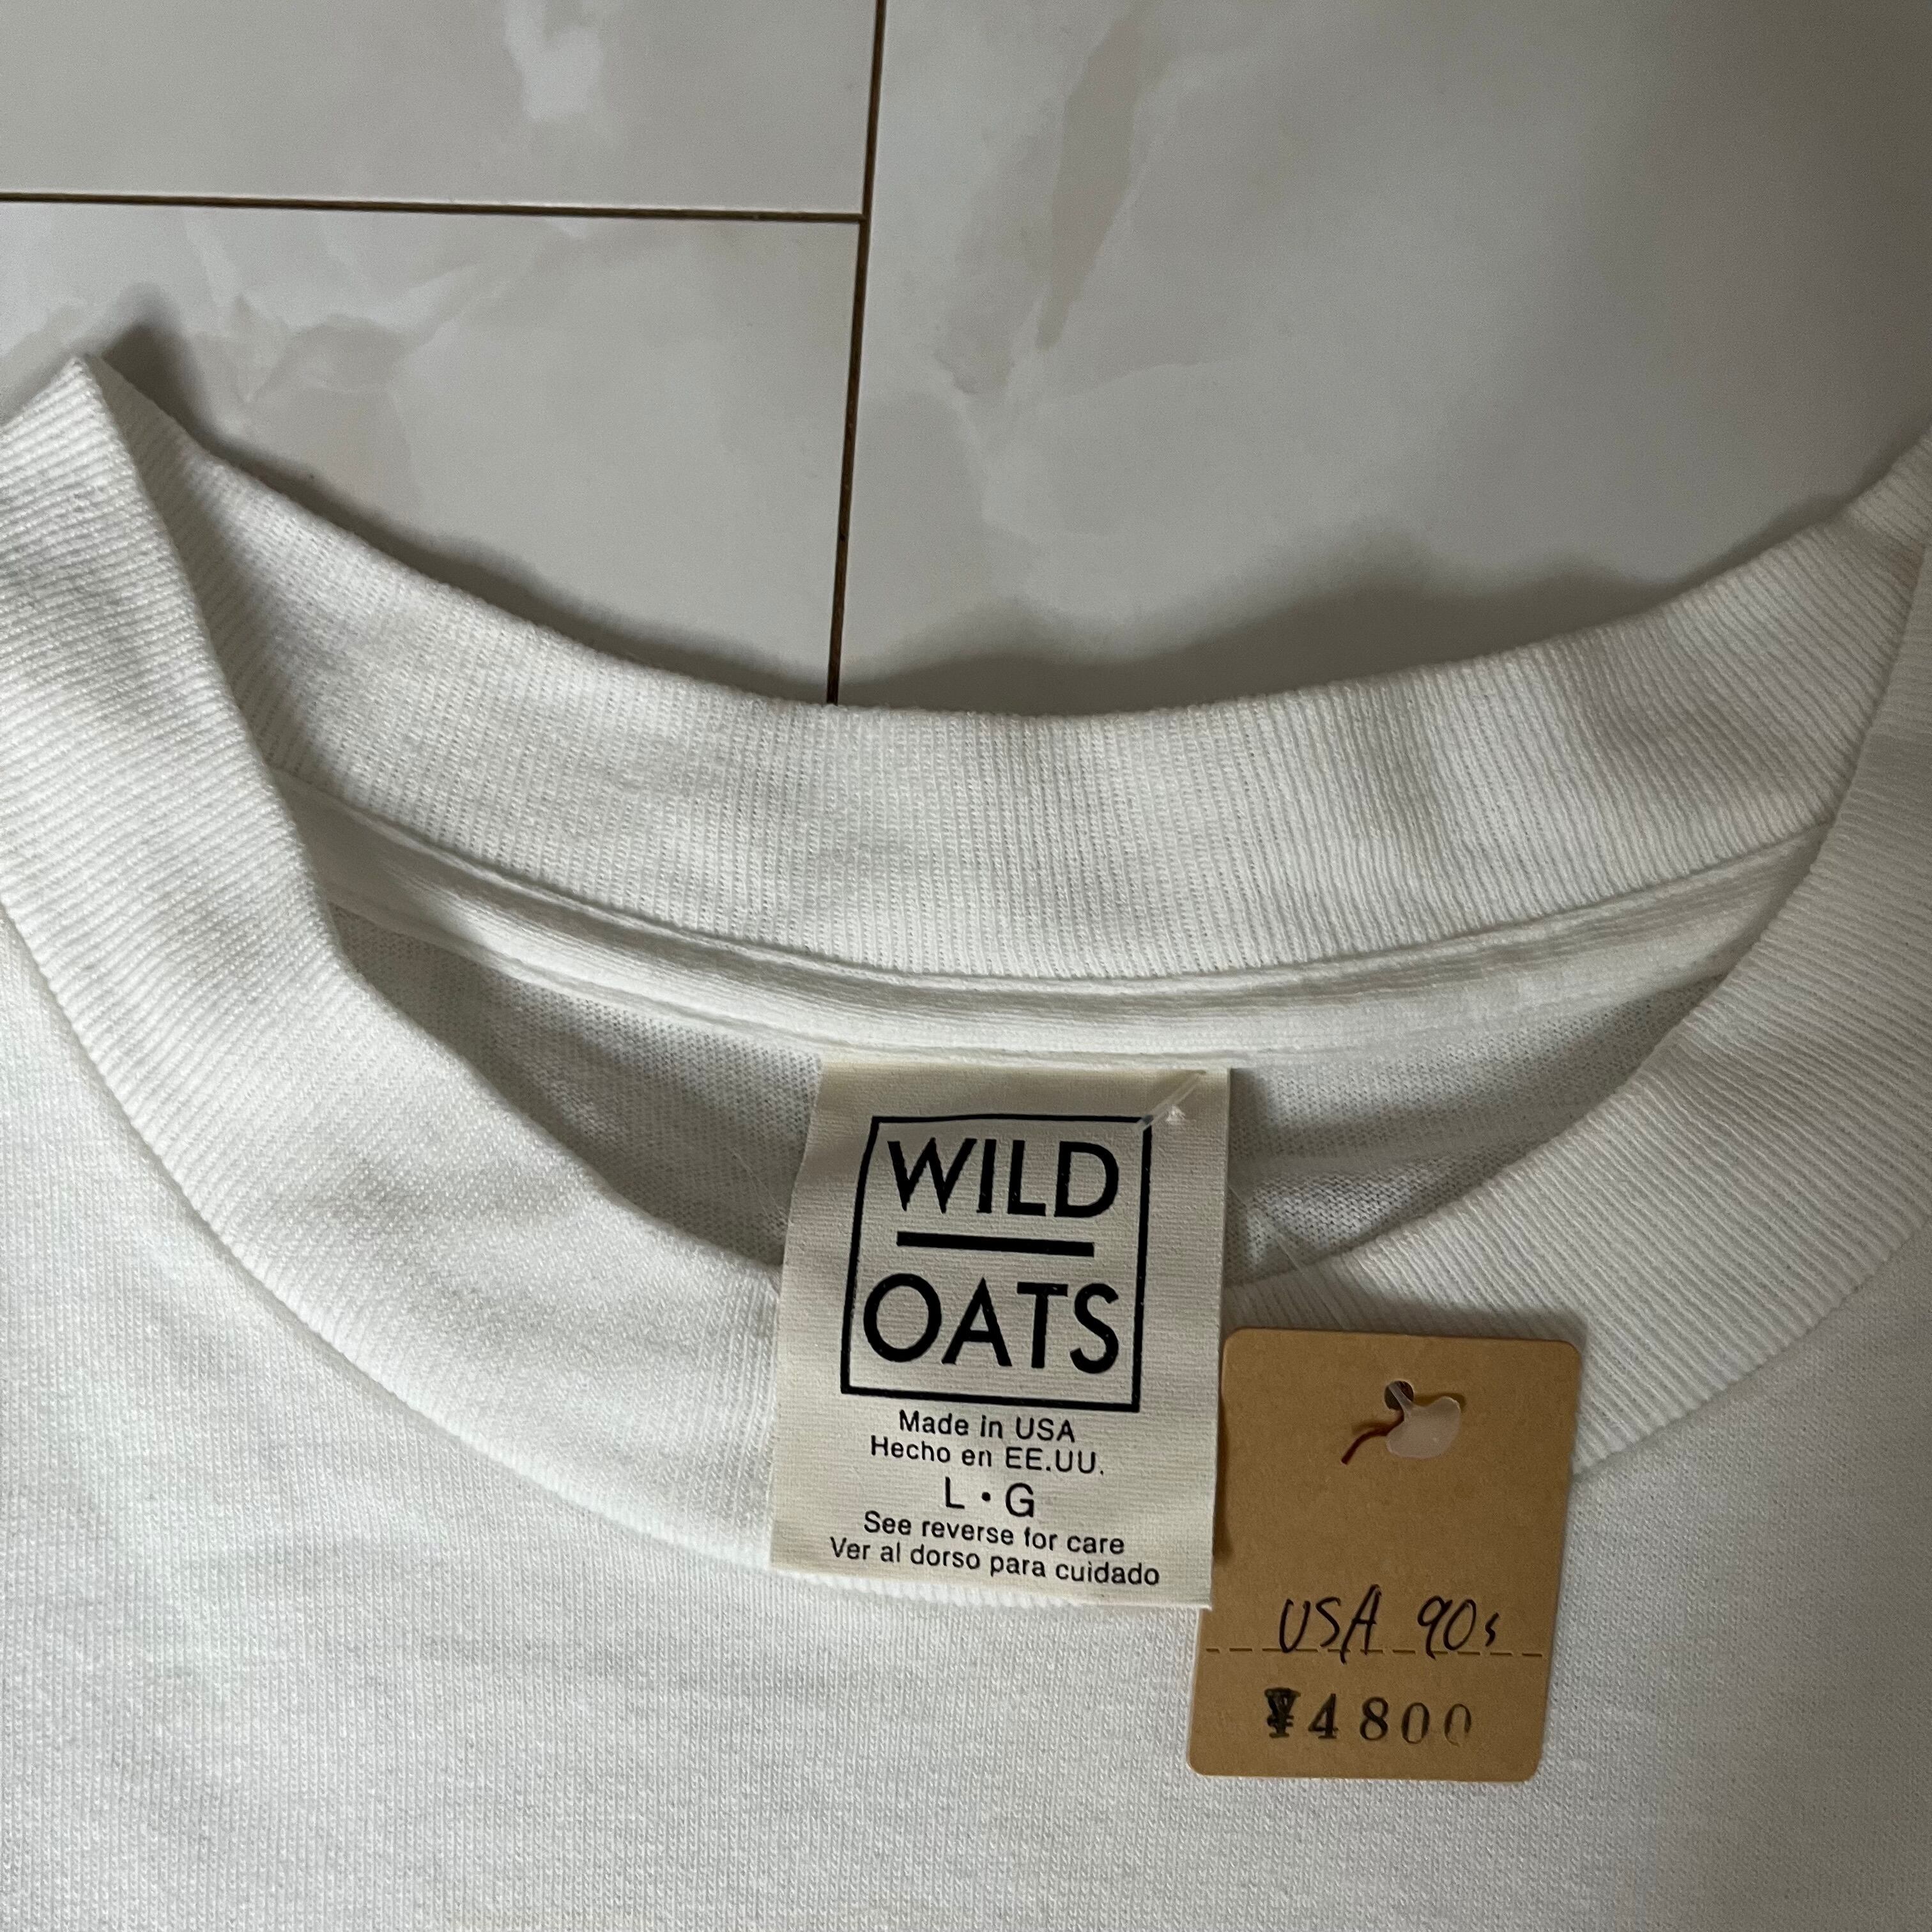 WILD
OATS
Made in USA
Hecho en EE.UU.
L • G
See reverse for care
Ver al dorso para cuidado
USA 90s
¥4800